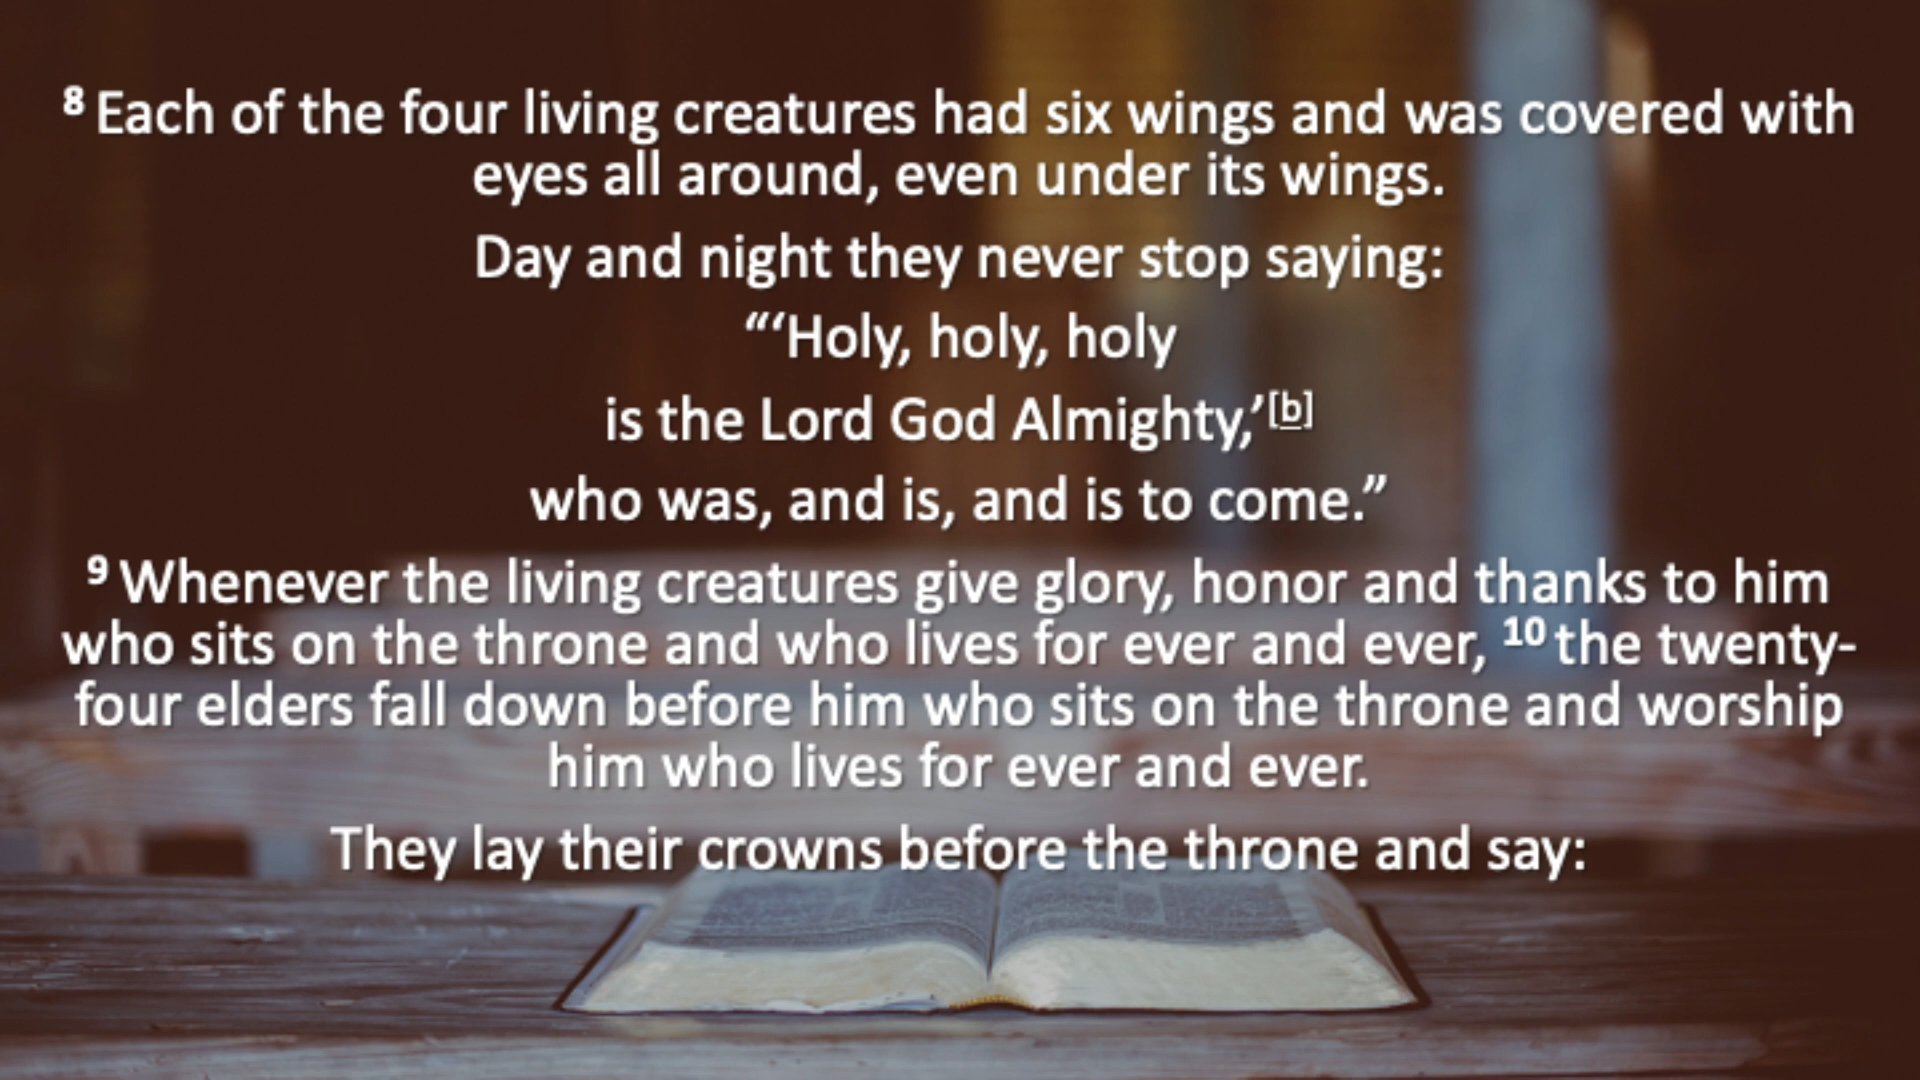 8 Each of the four living creatures had six wings and was covered with
eyes all around, even under its wings.
Day and night they never stop saying:
“‘Holy, holy, holy
is the Lord God Almighty,’[b]
who was, and is, and is to come.”
9 Whenever the living creatures give glory, honor and thanks to him
who sits on the throne and who lives for ever and ever, 10 the twenty-
four elders fall down before him who sits on the throne and worship
him who lives for ever and ever.
They lay their crowns before the throne and say: